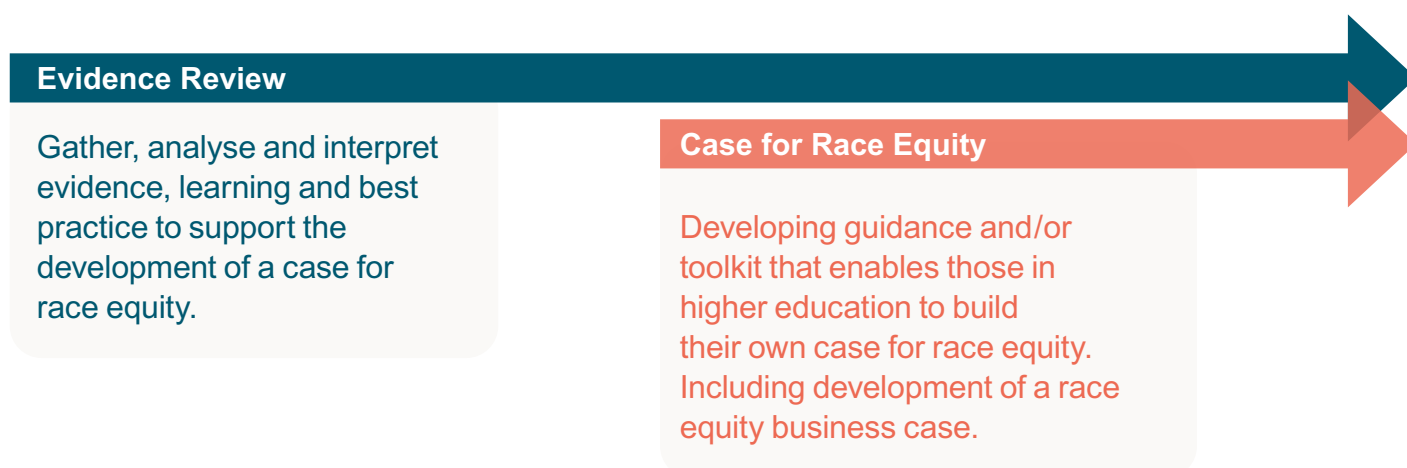 Evidence Review
Gather, analyse and interpret
evidence, learning and best
practice to support the
development of a case for
race equity.
Case for Race Equity
Developing guidance and/or
toolkit that enables those in
higher education to build
their own case for race equity.
Including development of a race
equity business case.